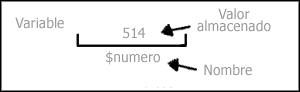 Variable
Valor
almacenado
514
$numero
Nombre